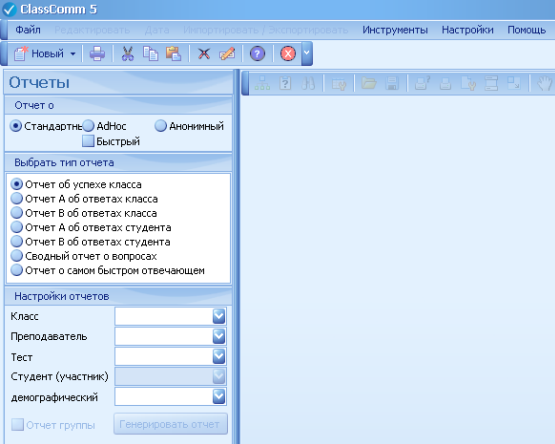 ClassComm 5
Файл Редактировать Дата Импортировать/Экспортировать Инструменты Настройки Помощь
Новый
Отчеты
Отчет о
Стандартнь AdHoc Анонимный
Быстрый
Выбрать тип отчета
Отчет об успехе класса
Отчет A об ответах класса
Отчет B об ответах класса
Отчет A об ответах студента
Отчет B об ответах студента
Сводный отчет о вопросах
Отчет о самом быстром отвечающем
Настройки отчетов
Класс
Преподаватель
Тест
Студент (участник)
демографический
Отчет группы Генерировать отчет